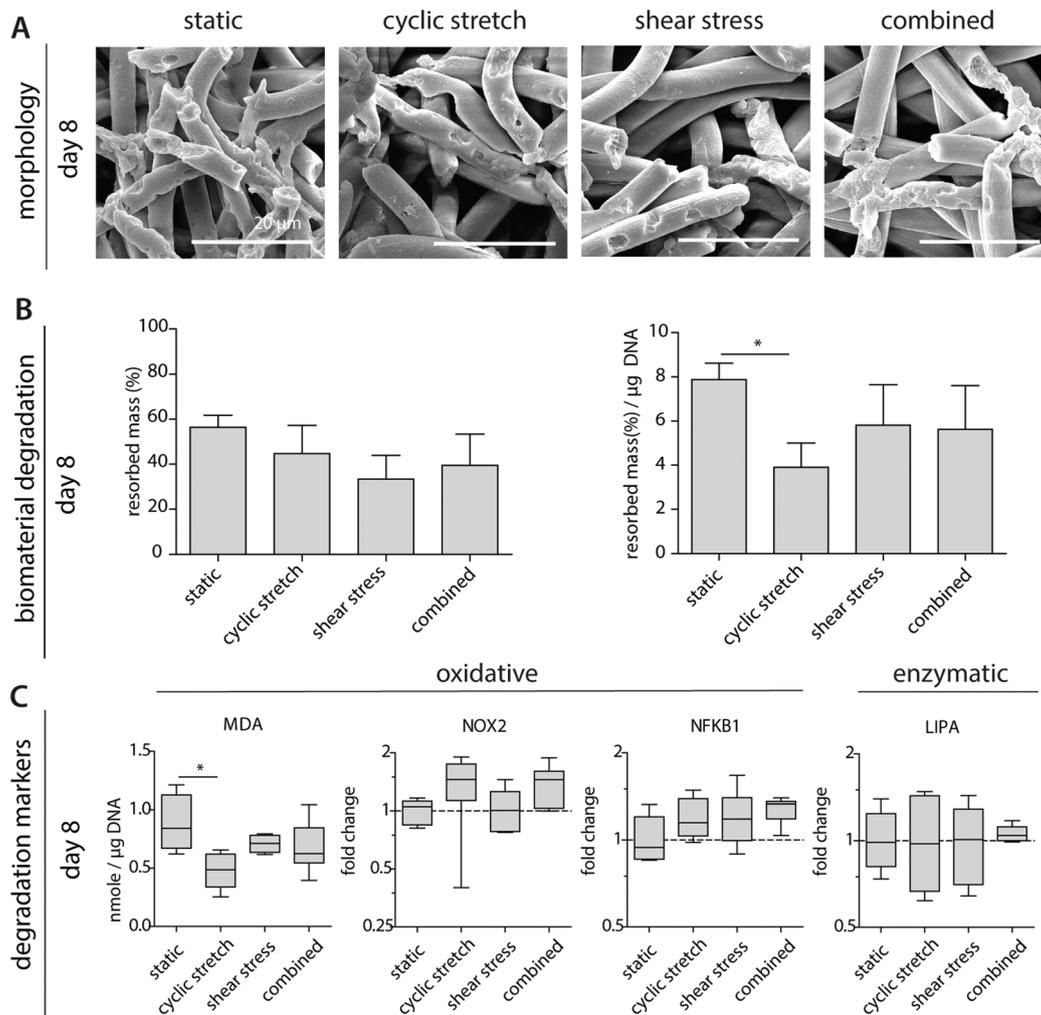 A
static
cyclic stretch
shear stress
combined
morphology
day 8
20 µm
B
biomaterial degradation
day 8
resorbed mass (%)
100
80
60
40
20
0
static
cyclic stretch
shear stress
combined
resorbed mass(%) / µg DNA
10
8
6
4
2
0
*
static
cyclic stretch
shear stress
combined
C
oxidative
enzymatic
degradation markers
day 8
MDA
nmole / µg DNA
1.5
1.0
0.5
0.0
*
static
cyclic stretch
shear stress
combined
NOX2
fold change
2
1
0.5
0.25
static
cyclic stretch
shear stress
combined
NFKB1
fold change
2
1
0.5
static
cyclic stretch
shear stress
combined
LIPA
fold change
2
1
0.5
static
cyclic stretch
shear stress
combined